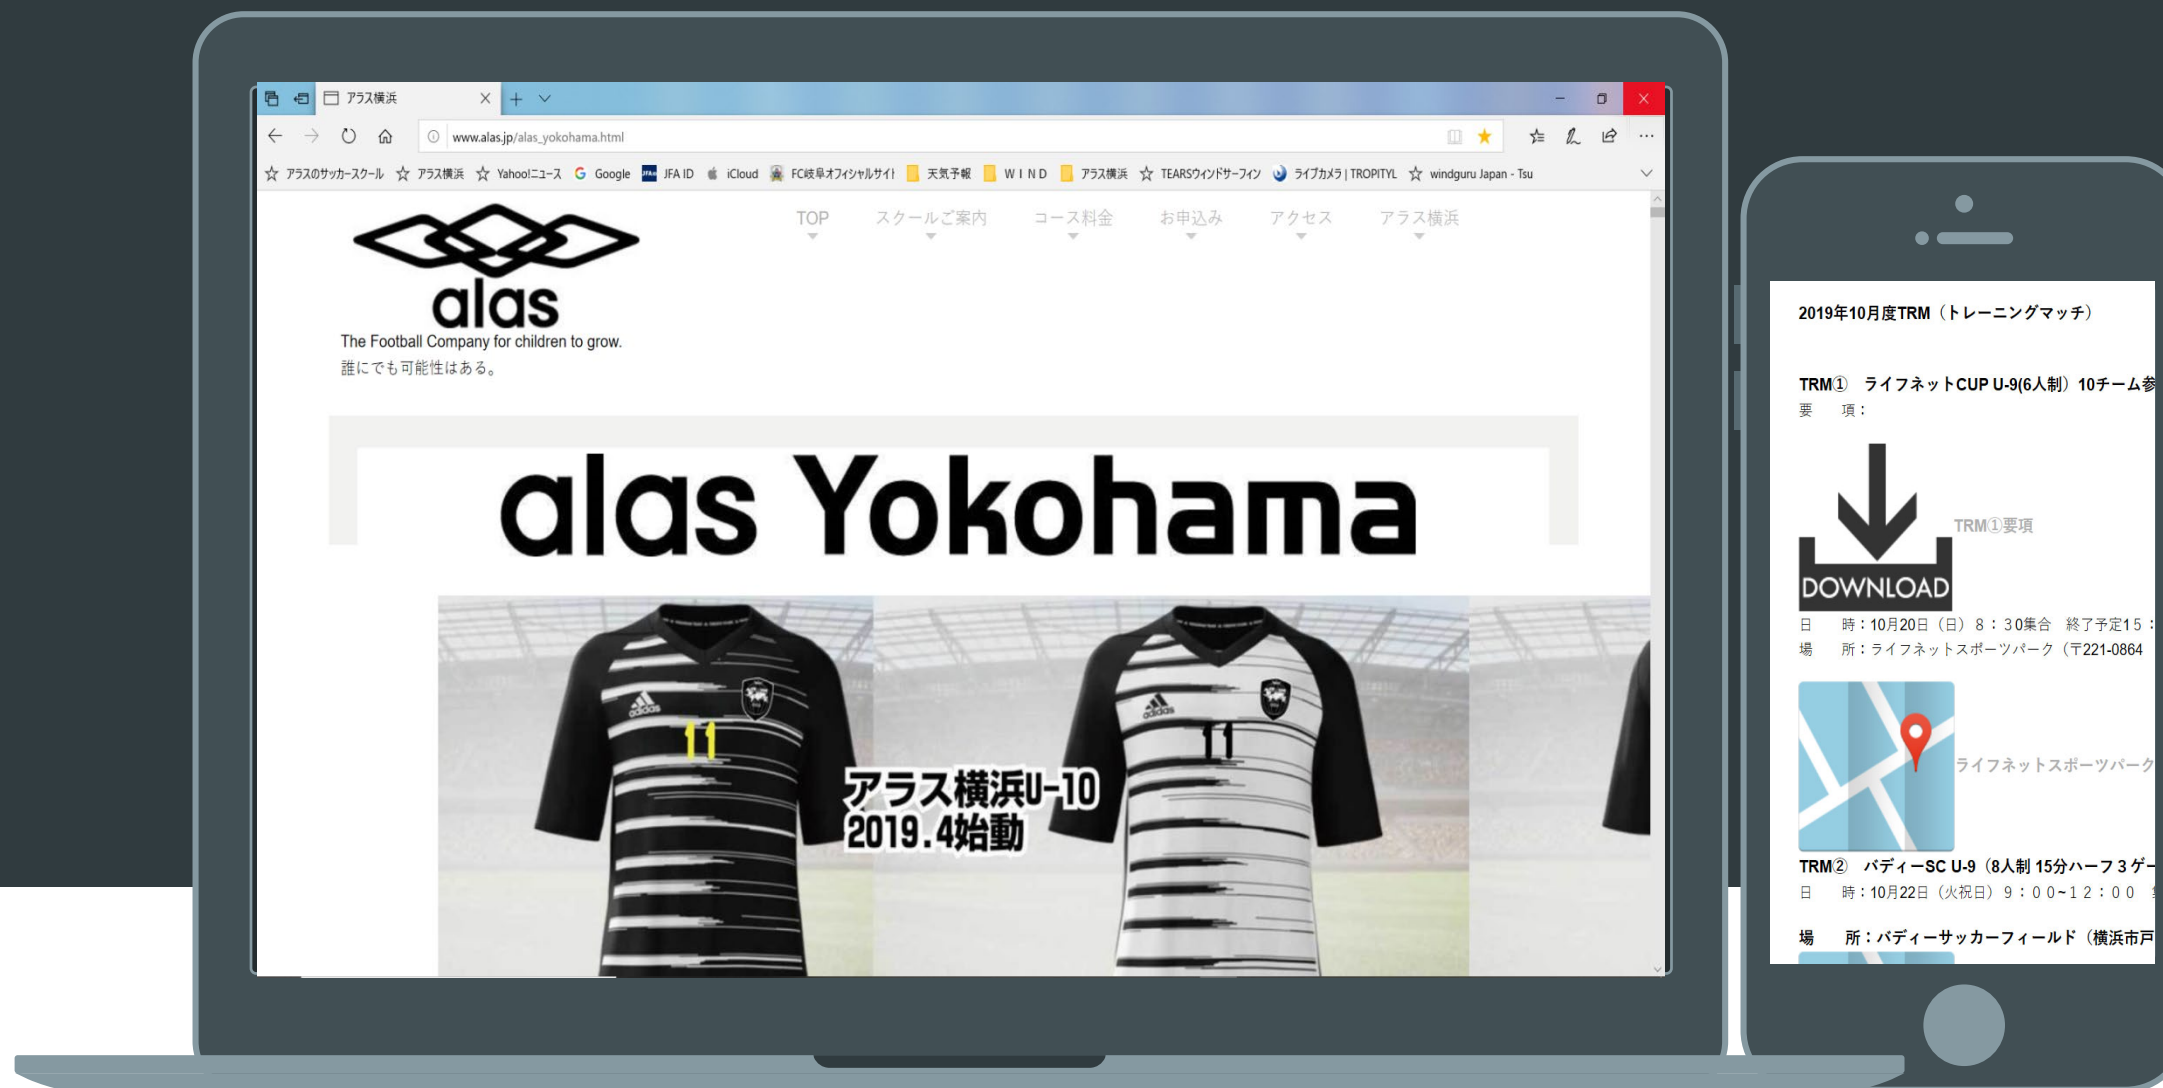 アラス横浜
www.alas.jp/alas_yokohama.html
アラスのサッカースクール アラス横浜 Yahoo!ニュース Google JFA ID iCloud FC岐阜オフィシャルサイト 天気予報 ＷＩＮＤ アラス横浜 TEARSウィンドサーフィン ライブカメラ | TROPITYL windguru Japan - Tsu
TOP スクールご案内 コース料金 お申込み アクセス アラス横浜
alas
The Football Company for children to grow.
誰にでも可能性はある。
alas Yokohama
adidas
11
adidas
11
アラス横浜U-10
2019.4始動
2019年10月度TRM（トレーニングマッチ）
TRM①　ライフネットCUP U-9(6人制）10チーム参
要　項：
DOWNLOAD
TRM①要項
日　時：10月20日（日）８：３0集合　終了予定1５：
場　所：ライフネットスポーツパーク（〒221-0864
ライフネットスポーツパーク
TRM②　バディーSC U-9（8人制 15分ハーフ３ゲー
日　時：10月22日（火祝日）９：００~１２：００
場　所：バディーサッカーフィールド（横浜市戸